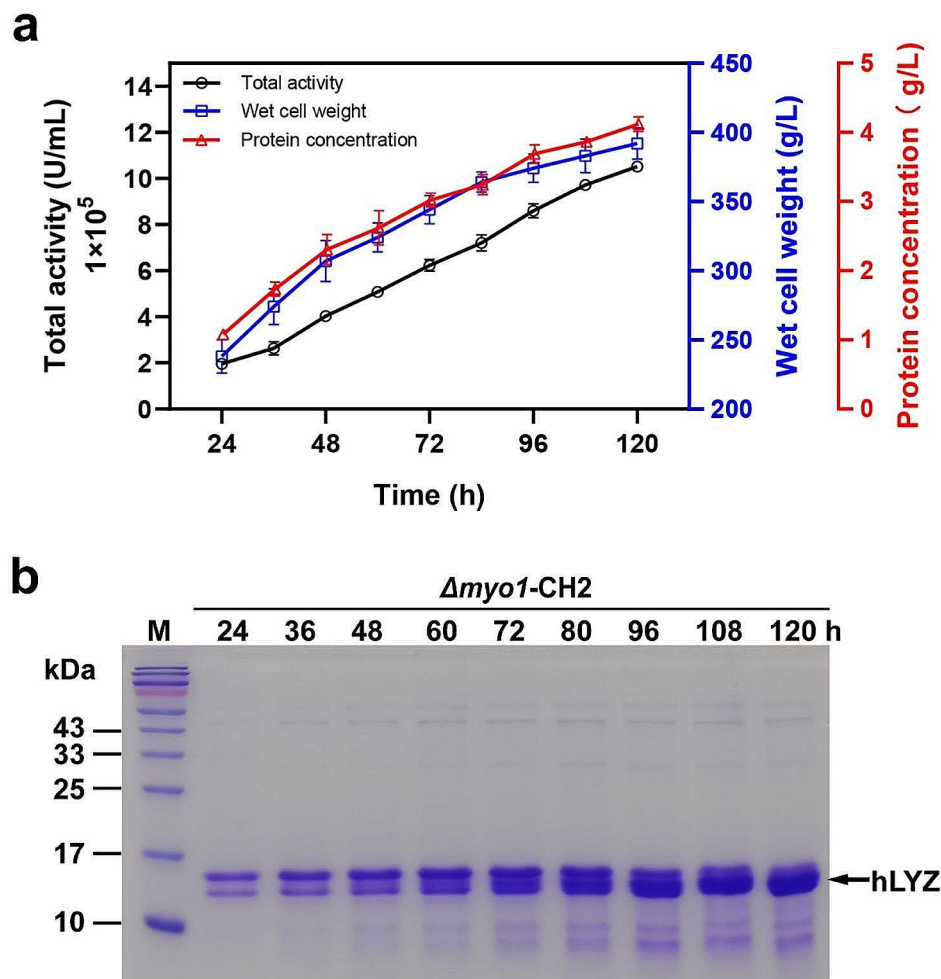 a
Total activity (U/mL)
1×10⁵
14
12
10
8
6
4
2
0
Total activity
Wet cell weight
Protein concentration
450
400
350
300
250
200
Wet cell weight (g/L)
5
4
3
2
1
0
Protein concentration ( g/L)
24 48 72 96 120
Time (h)
b
Δmyo1-CH2
M 24 36 48 60 72 80 96 108 120 h
kDa
43
33
25
17
10
hLYZ